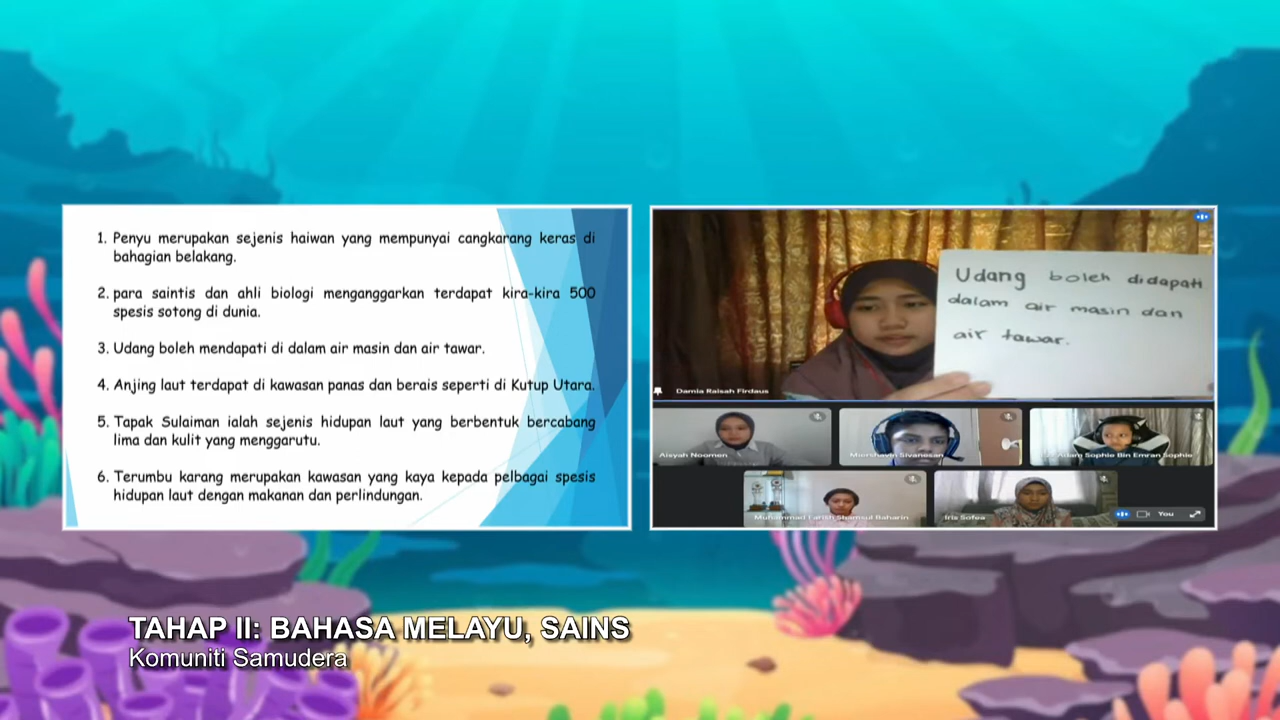 1. Penyu merupakan sejenis haiwan yang mempunyai cangkarang keras di
bahagian belakang.
2. para saintis dan ahli biologi menganggarkan terdapat kira-kira 500
spesis sotong di dunia.
3. Udang boleh mendapati di dalam air masin dan air tawar.
4. Anjing laut terdapat di kawasan panas dan berais seperti di Kutup Utara.
5. Tapak Sulaiman ialah sejenis hidupan laut yang berbentuk bercabang
lima dan kulit yang menggarutu.
6. Terumbu karang merupakan kawasan yang kaya kepada pelbagai spesis
hidupan laut dengan makanan dan perlindungan.
Udang boleh didapati
dalam air masin dan
air tawar.
Damia Raisah Firdaus
Aisyah Noomen
Sivanesan
Adam Sophie Bin Emran Sophie
Muhammad Farish Shamsul Baharin
Iris Sofea
You
TAHAP II: BAHASA MELAYU, SAINS
Komuniti Samudera